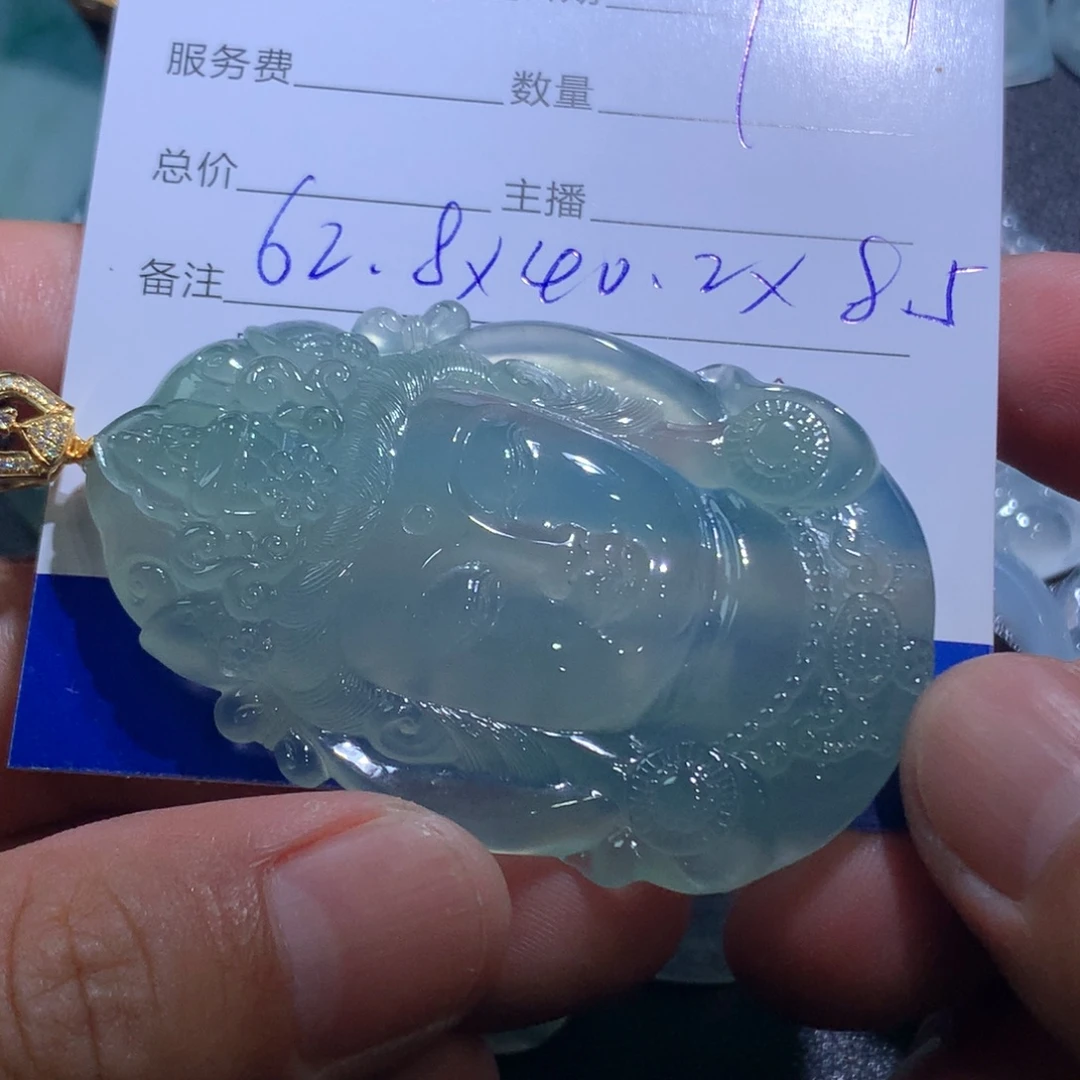 服务费 数量
总价 主播
备注 62.8x40.2x8.5